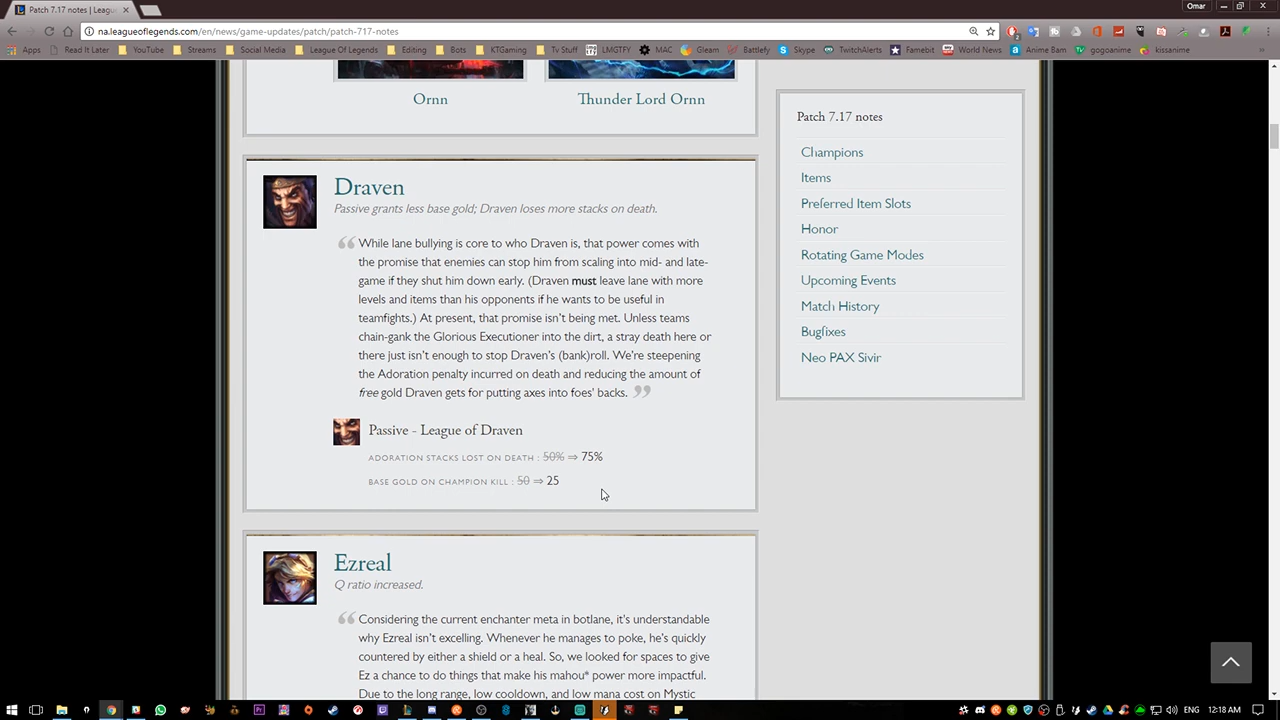 Patch 7.17 notes | Leagu
Omar
na.leagueoflegends.com/en/news/game-updates/patch/patch-717-notes
Apps Read It Later YouTube Streams Social Media League Of Legends Editing Bots KTGaming Tv Stuff LMGTFY MAC Gleam Battlefy Skype TwitchAlerts Famebit World News Anime Bam gogoanime kissanime
Ornn
Thunder Lord Ornn
Draven
Passive grants less base gold; Draven loses more stacks on death.
While lane bullying is core to who Draven is, that power comes with
the promise that enemies can stop him from scaling into mid- and late-
game if they shut him down early. (Draven must leave lane with more
levels and items than his opponents if he wants to be useful in
teamfights.) At present, that promise isn't being met. Unless teams
chain-gank the Glorious Executioner into the dirt, a stray death here or
there just isn't enough to stop Draven's (bank)roll. We're steepening
the Adoration penalty incurred on death and reducing the amount of
free gold Draven gets for putting axes into foes' backs.
Passive - League of Draven
ADORATION STACKS LOST ON DEATH : 50% ⇒ 75%
BASE GOLD ON CHAMPION KILL : 50 ⇒ 25
Ezreal
Q ratio increased.
Considering the current enchanter meta in botlane, it's understandable
why Ezreal isn't excelling. Whenever he manages to poke, he's quickly
countered by either a shield or a heal. So, we looked for spaces to give
Ez a chance to do things that make his mahou* power more impactful.
Due to the long range, low cooldown, and low mana cost on Mystic
Patch 7.17 notes
Champions
Items
Preferred Item Slots
Honor
Rotating Game Modes
Upcoming Events
Match History
Bugfixes
Neo PAX Sivir
ENG 12:18 AM